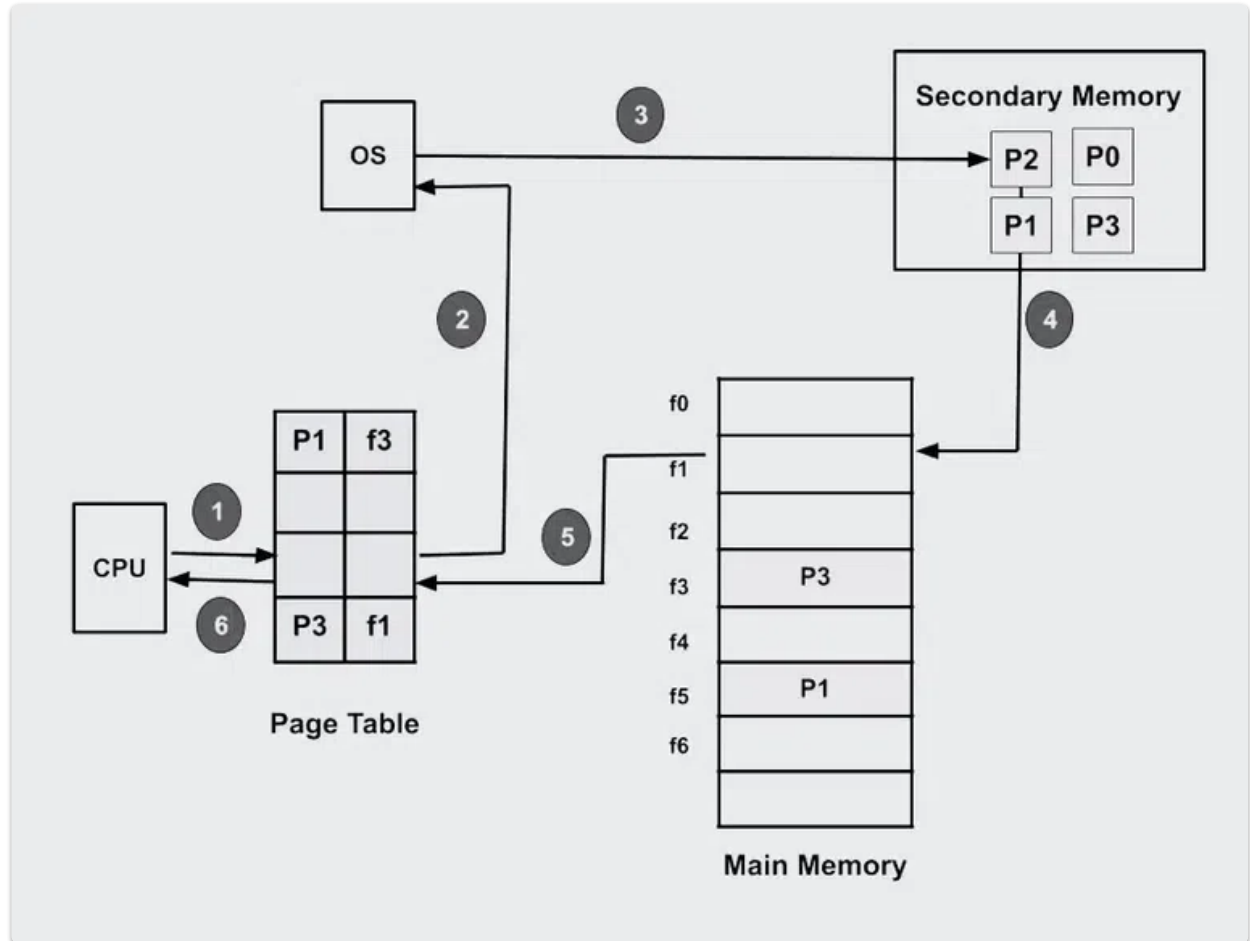 Secondary Memory
3
OS
P2 P0
P1 P3
2
4
f0
P1 f3
f1
1
5
f2
CPU
P3
f3
6
P3 f1
f4
P1
f5
Page Table
f6
Main Memory